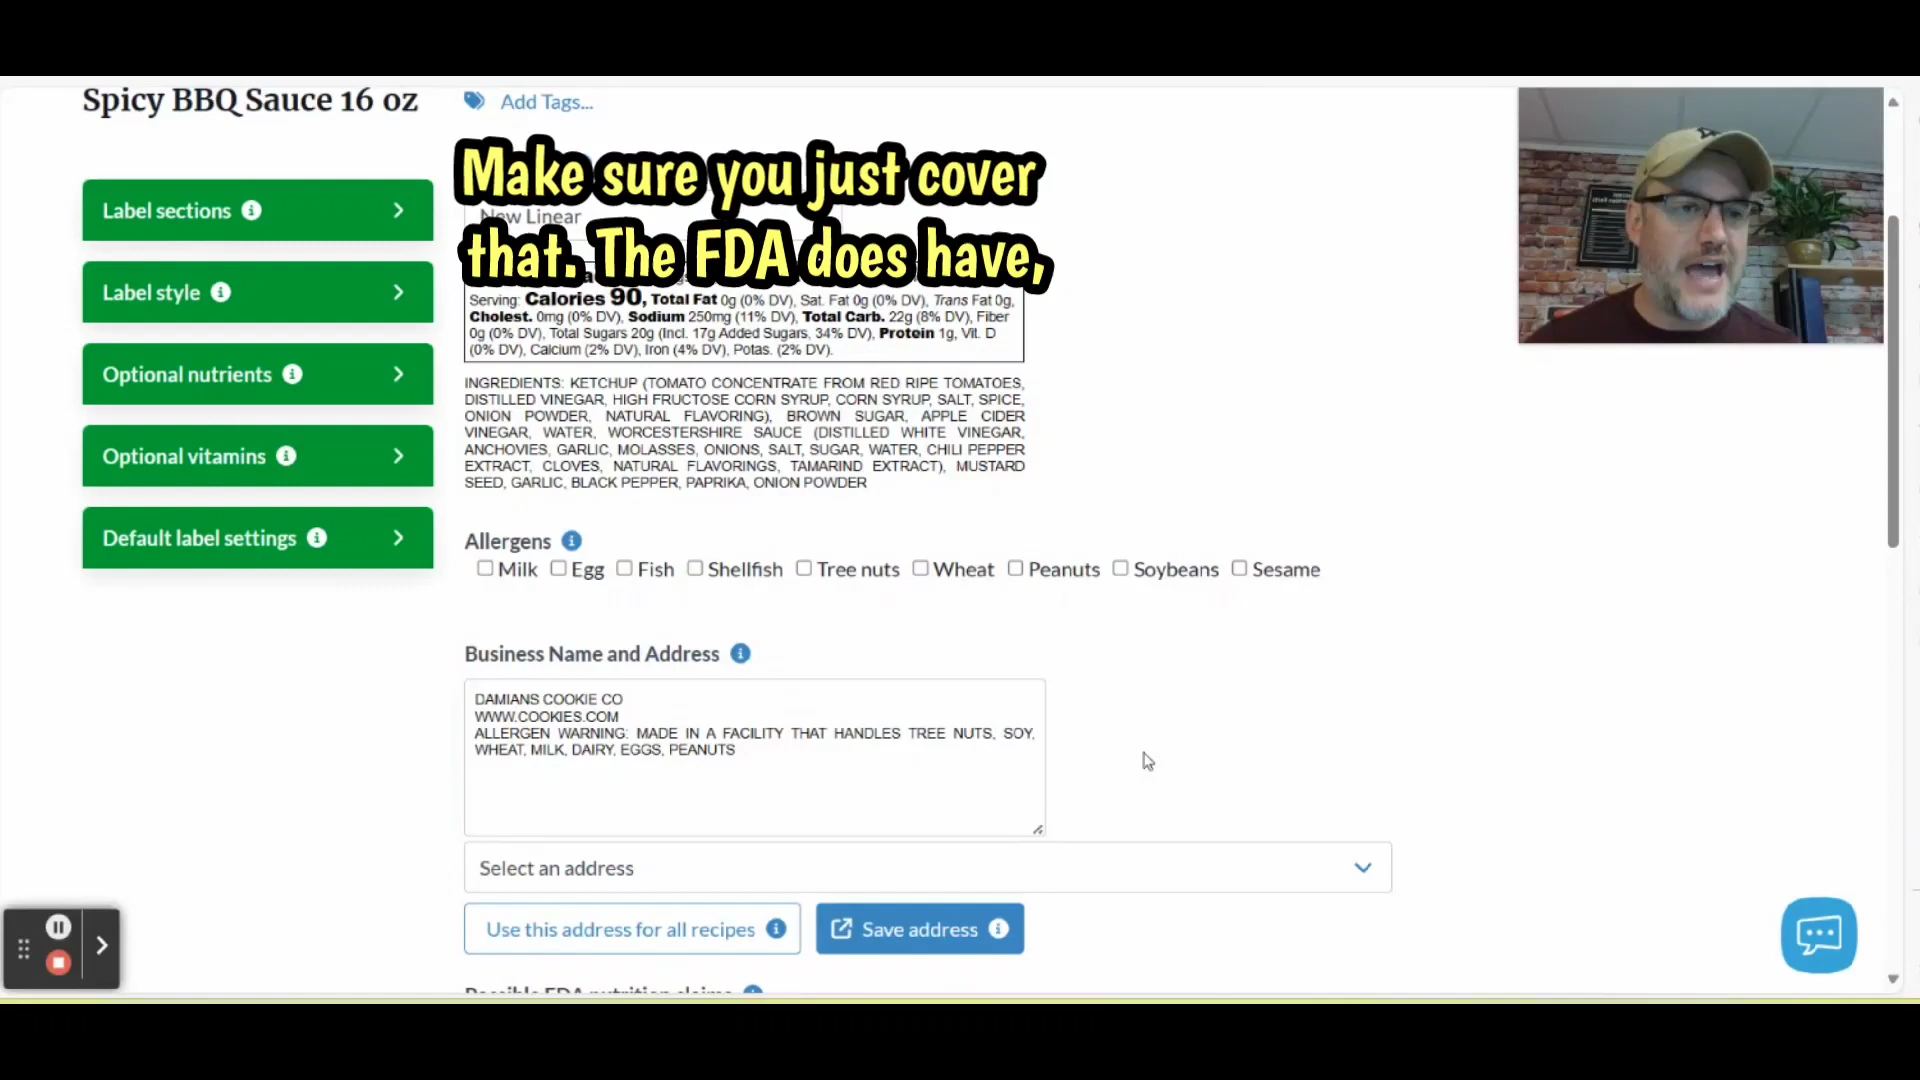 Spicy BBQ Sauce 16 oz
Add Tags...
Make sure you just cover
that. The FDA does have,
New Linear
Label sections
Label style
Optional nutrients
Optional vitamins
Default label settings
Serving: Calories 90, Total Fat 0g (0% DV), Sat. Fat 0g (0% DV), Trans Fat 0g,
Cholest. 0mg (0% DV), Sodium 250mg (11% DV), Total Carb. 22g (8% DV), Fiber
0g (0% DV), Total Sugars 20g (Incl. 17g Added Sugars, 34% DV), Protein 1g, Vit. D
(0% DV), Calcium (2% DV), Iron (4% DV), Potas. (2% DV).
INGREDIENTS: KETCHUP (TOMATO CONCENTRATE FROM RED RIPE TOMATOES,
DISTILLED VINEGAR, HIGH FRUCTOSE CORN SYRUP, CORN SYRUP, SALT, SPICE,
ONION POWDER, NATURAL FLAVORING), BROWN SUGAR, APPLE CIDER
VINEGAR, WATER, WORCESTERSHIRE SAUCE (DISTILLED WHITE VINEGAR,
ANCHOVIES, GARLIC, MOLASSES, ONIONS, SALT, SUGAR, WATER, CHILI PEPPER
EXTRACT, CLOVES, NATURAL FLAVORINGS, TAMARIND EXTRACT), MUSTARD
SEED, GARLIC, BLACK PEPPER, PAPRIKA, ONION POWDER
Allergens
Milk Egg Fish Shellfish Tree nuts Wheat Peanuts Soybeans Sesame
Business Name and Address
DAMIANS COOKIE CO
WWW.COOKIES.COM
ALLERGEN WARNING: MADE IN A FACILITY THAT HANDLES TREE NUTS, SOY,
WHEAT, MILK, DAIRY, EGGS, PEANUTS
Select an address
Use this address for all recipes
Save address
Possible FDA nutrition claims